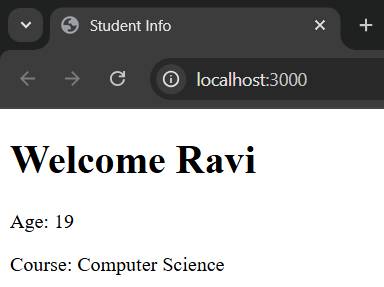 Student Info
localhost:3000
Welcome Ravi
Age: 19
Course: Computer Science